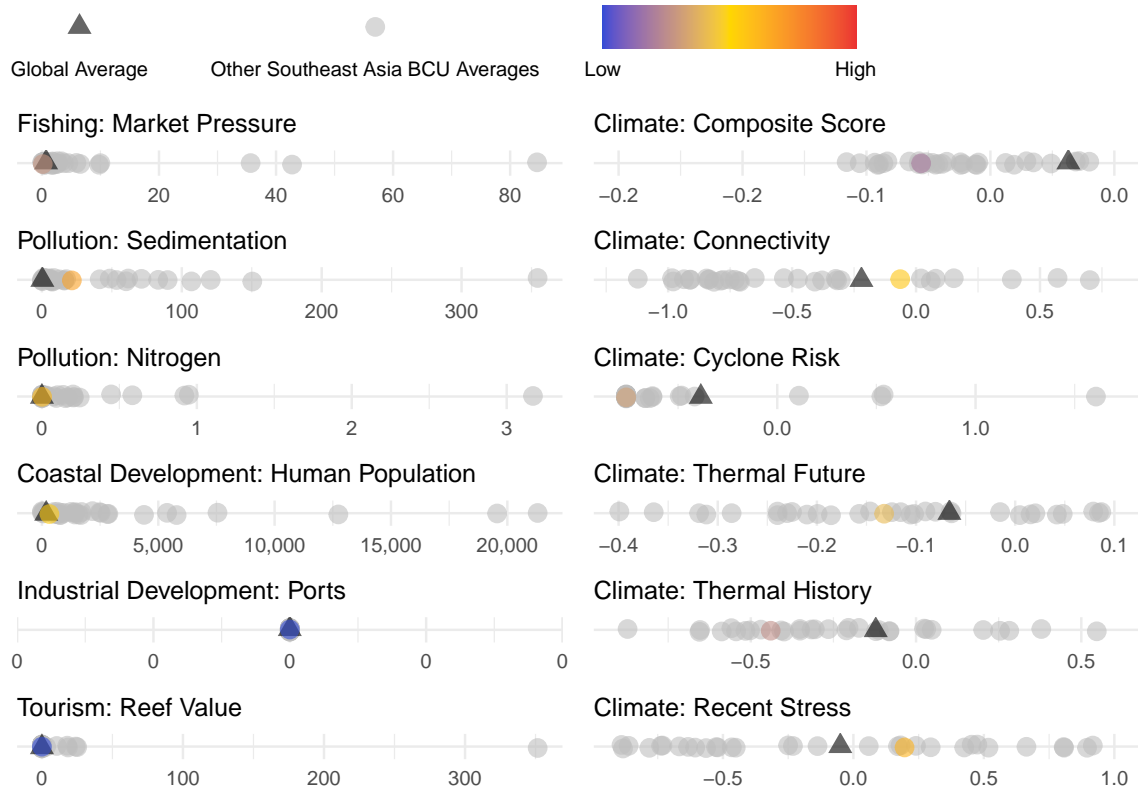 Global Average
Other Southeast Asia BCU Averages
Low
High
Fishing: Market Pressure
0 20 40 60 80
Climate: Composite Score
−0.2 −0.2 −0.1 0.0 0.0
Pollution: Sedimentation
0 100 200 300
Climate: Connectivity
−1.0 −0.5 0.0 0.5
Pollution: Nitrogen
0 1 2 3
Climate: Cyclone Risk
0.0 1.0
Coastal Development: Human Population
0 5,000 10,000 15,000 20,000
Climate: Thermal Future
−0.4 −0.3 −0.2 −0.1 0.0 0.1
Industrial Development: Ports
0 0 0 0 0
Climate: Thermal History
−0.5 0.0 0.5
Tourism: Reef Value
0 100 200 300
Climate: Recent Stress
−0.5 0.0 0.5 1.0